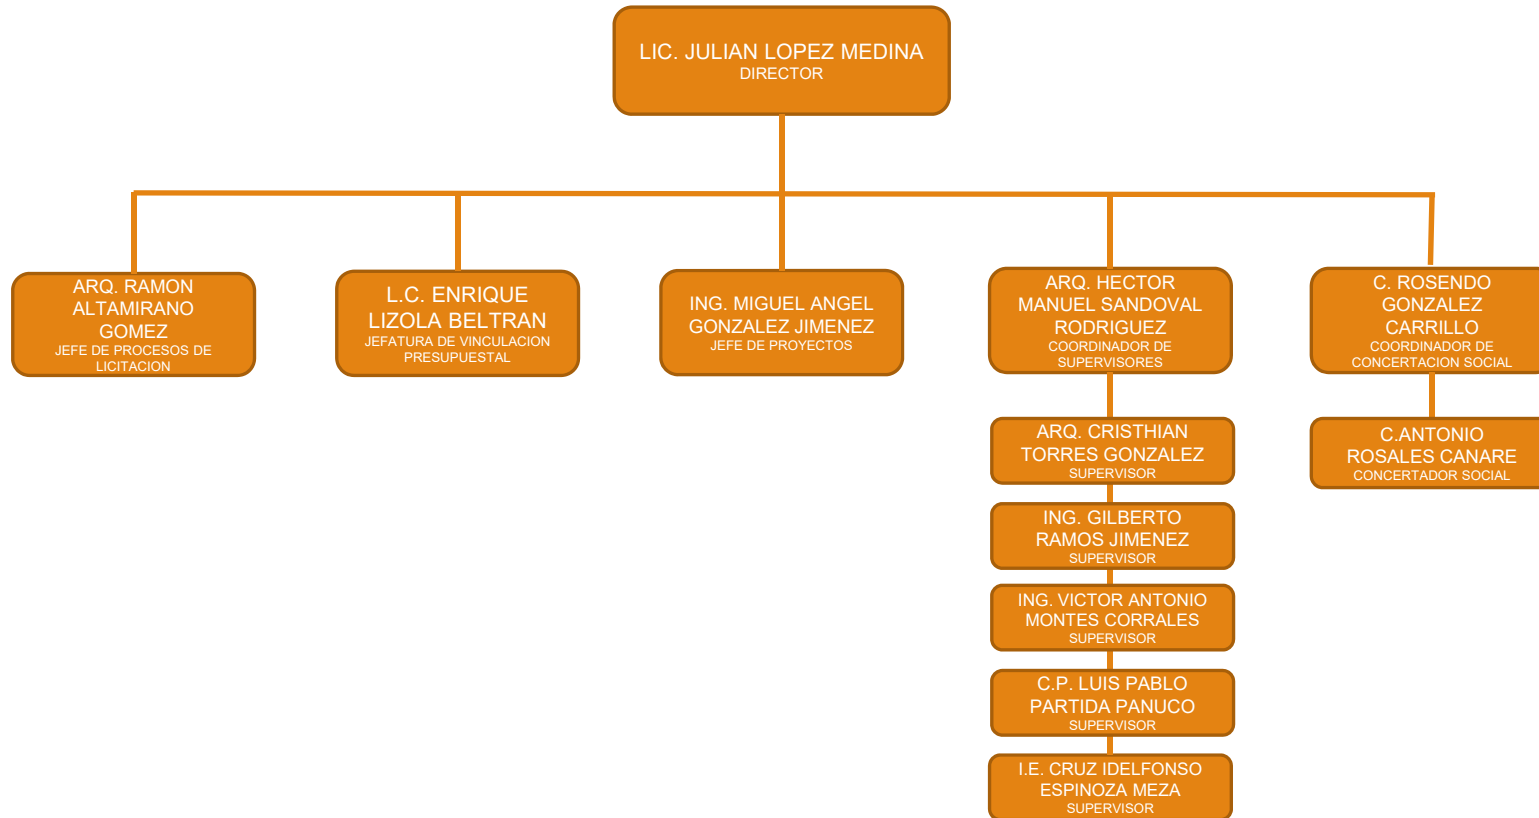 LIC. JULIAN LOPEZ MEDINA
DIRECTOR
ARQ. RAMON
ALTAMIRANO
GOMEZ
JEFE DE PROCESOS DE
LICITACION
L.C. ENRIQUE
LIZOLA BELTRAN
JEFATURA DE VINCULACION
PRESUPUESTAL
ING. MIGUEL ANGEL
GONZALEZ JIMENEZ
JEFE DE PROYECTOS
ARQ. HECTOR
MANUEL SANDOVAL
RODRIGUEZ
COORDINADOR DE
SUPERVISORES
C. ROSENDO
GONZALEZ
CARRILLO
COORDINADOR DE
CONCERTACION SOCIAL
ARQ. CRISTHIAN
TORRES GONZALEZ
SUPERVISOR
ING. GILBERTO
RAMOS JIMENEZ
SUPERVISOR
ING. VICTOR ANTONIO
MONTES CORRALES
SUPERVISOR
C.P. LUIS PABLO
PARTIDA PANUCO
SUPERVISOR
I.E. CRUZ IDELFONSO
ESPINOZA MEZA
SUPERVISOR
C.ANTONIO
ROSALES CANARE
CONCERTADOR SOCIAL